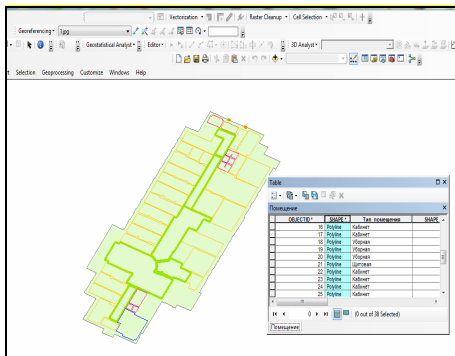 Vectorization Raster Cleanup Cell Selection
Georeferencing 1.jpg
Geostatistical Analyst Editor 3D Analyst
Selection Geoprocessing Customize Windows Help
Table
Помещение
OBJECTID * SHAPE * Тип помещения SHAPE
16 Polyline Кабинет
17 Polyline Кабинет
18 Polyline Уборная
19 Polyline Уборная
20 Polyline Уборная
21 Polyline Щитовая
22 Polyline Кабинет
23 Polyline Кабинет
24 Polyline Кабинет
25 Polyline Кабинет
0 (0 out of 38 Selected)
Помещение